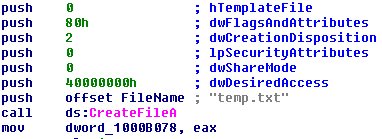 push 0 ; hTemplateFile
push 80h ; dwFlagsAndAttributes
push 2 ; dwCreationDisposition
push 0 ; lpSecurityAttributes
push 0 ; dwShareMode
push 40000000h ; dwDesiredAccess
push offset FileName ; "temp.txt"
call ds:CreateFileA
mov dword_1000B078, eax